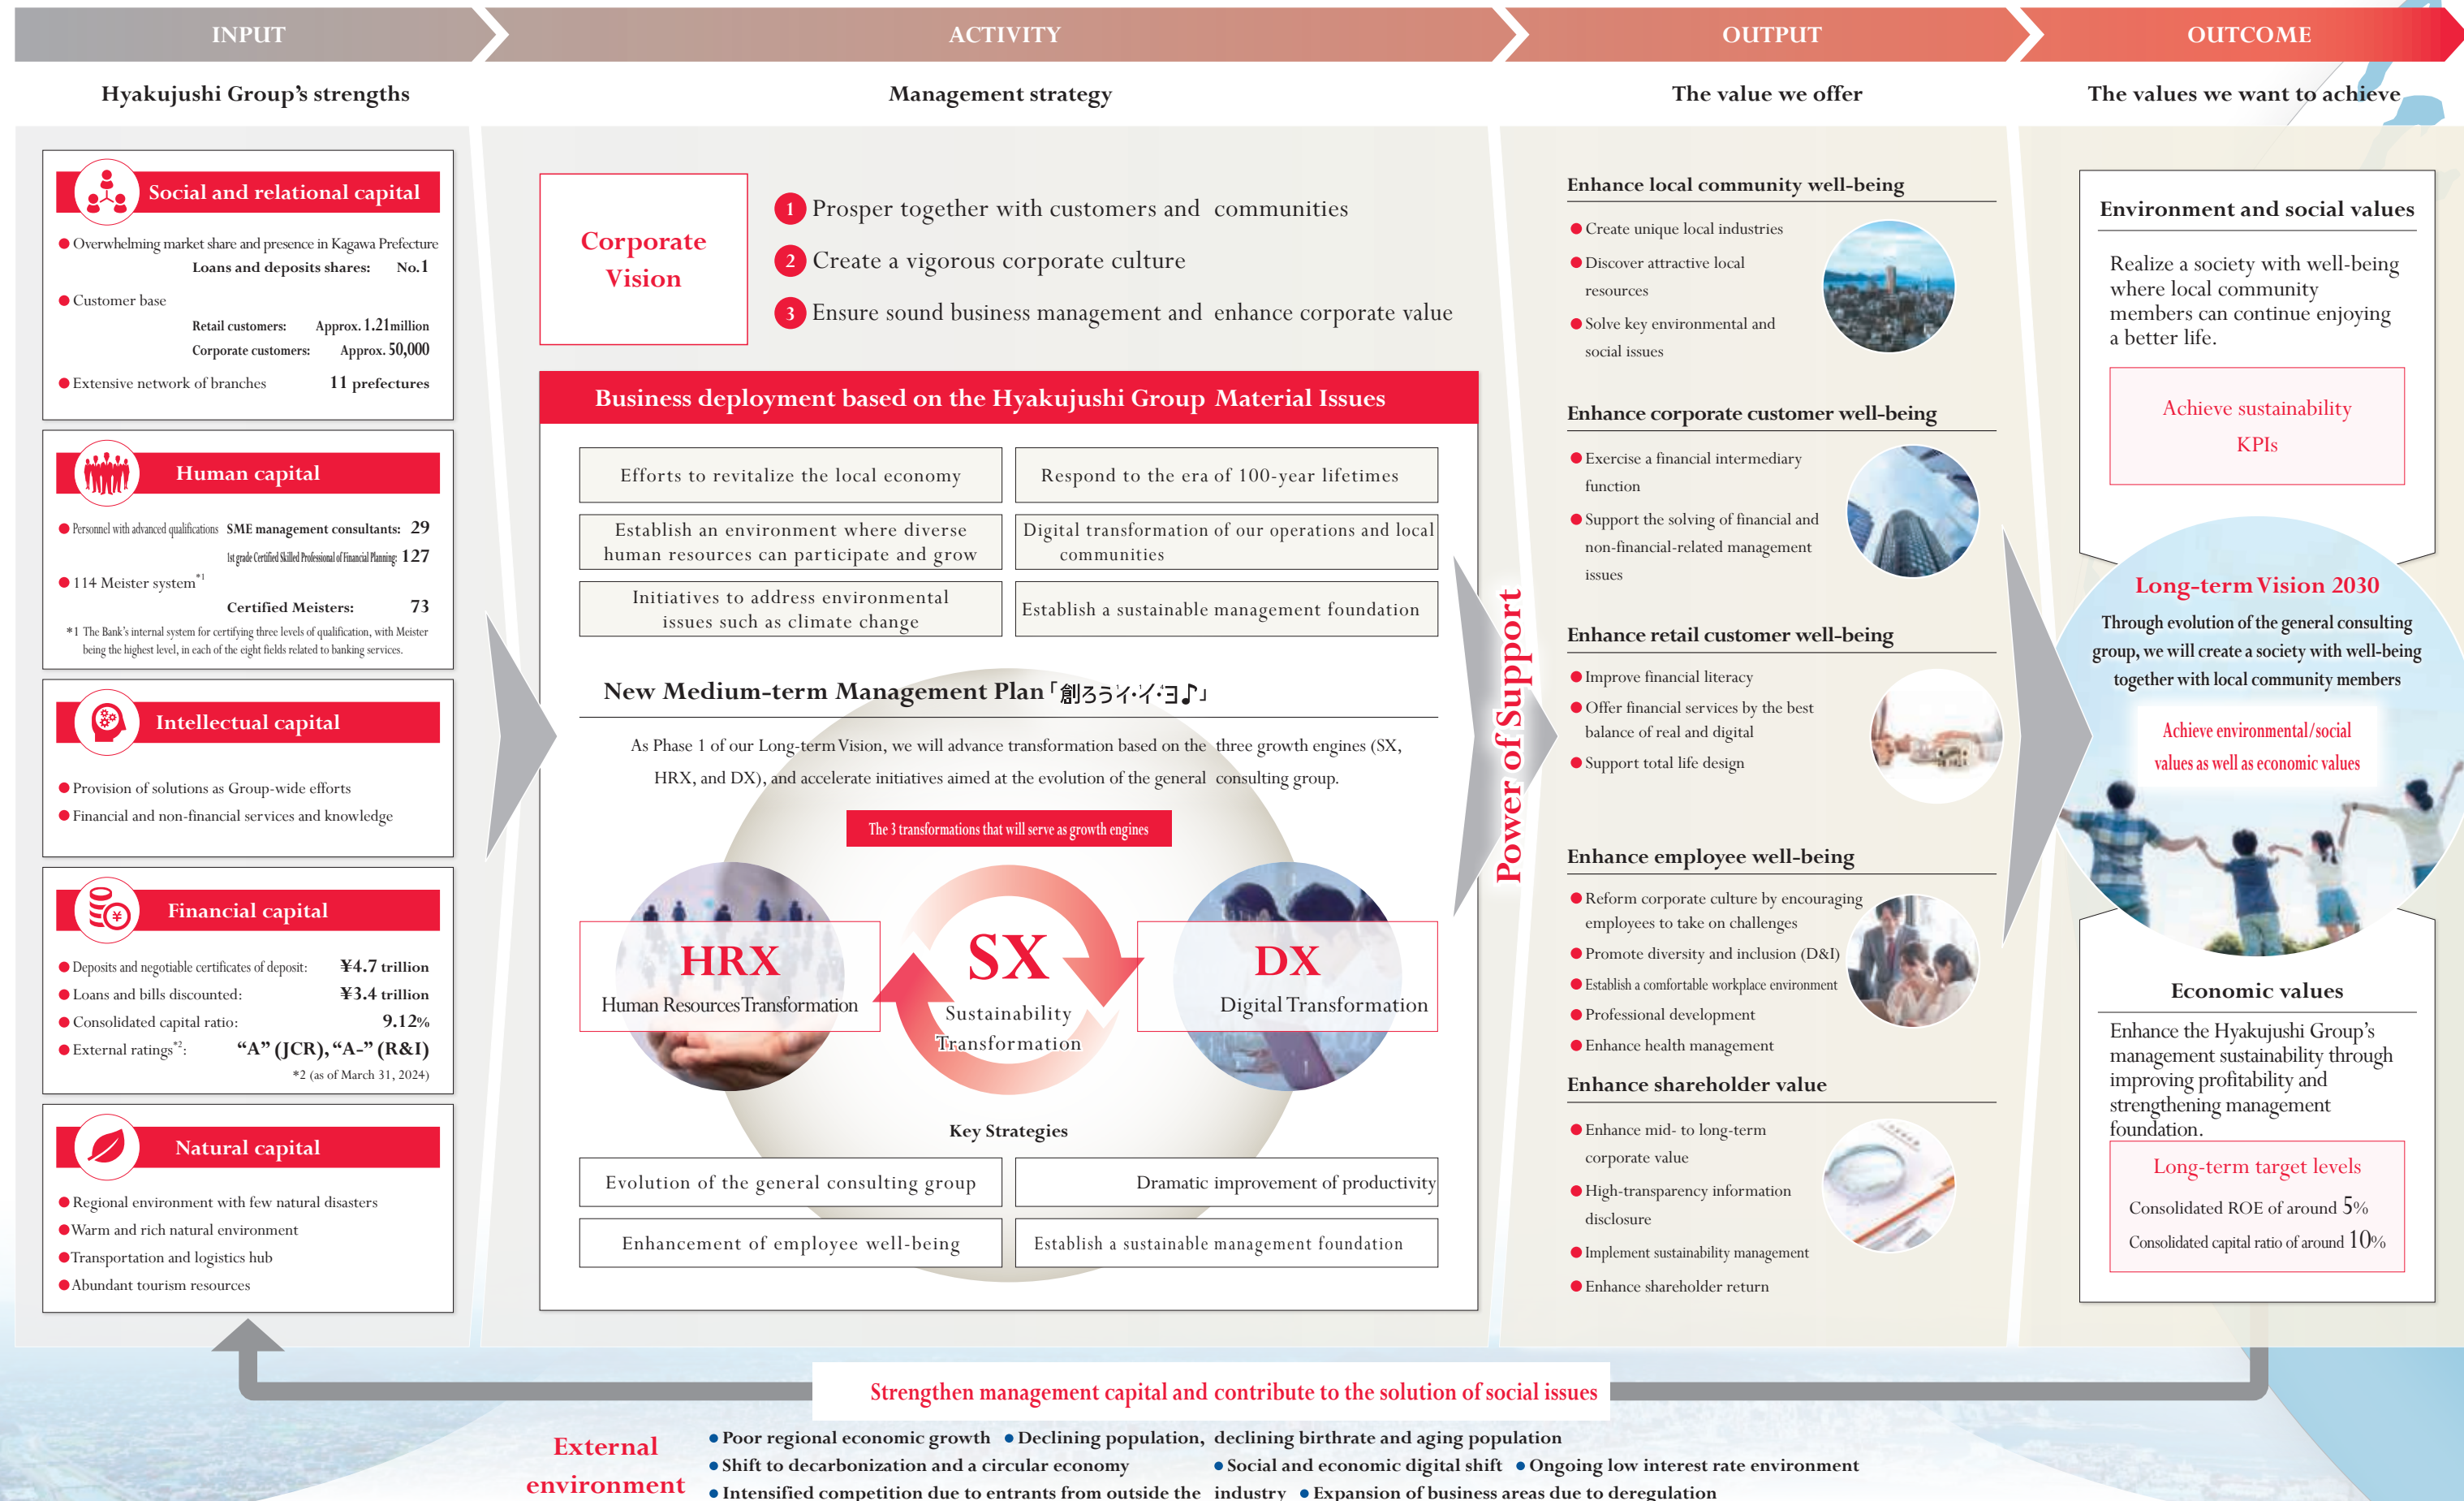 INPUT
ACTIVITY
OUTPUT
OUTCOME
Hyakujushi Group's strengths
Management strategy
The value we offer
The values we want to achieve
Social and relational capital
● Overwhelming market share and presence in Kagawa Prefecture
Loans and deposits shares: No.1
● Customer base
Retail customers: Approx. 1.21million
Corporate customers: Approx. 50,000
● Extensive network of branches 11 prefectures
Human capital
● Personnel with advanced qualifications SME management consultants: 29
1st grade Certified Skilled Professional of Financial Planning: 127
● 114 Meister system*1
Certified Meisters: 73
*1 The Bank's internal system for certifying three levels of qualification, with Meister
being the highest level, in each of the eight fields related to banking services.
Intellectual capital
● Provision of solutions as Group-wide efforts
● Financial and non-financial services and knowledge
Financial capital
● Deposits and negotiable certificates of deposit: ¥4.7 trillion
● Loans and bills discounted: ¥3.4 trillion
● Consolidated capital ratio: 9.12%
● External ratings*2: “A” (JCR), “A-” (R&I)
*2 (as of March 31, 2024)
Natural capital
● Regional environment with few natural disasters
● Warm and rich natural environment
● Transportation and logistics hub
● Abundant tourism resources
Corporate
Vision
1 Prosper together with customers and communities
2 Create a vigorous corporate culture
3 Ensure sound business management and enhance corporate value
Business deployment based on the Hyakujushi Group Material Issues
Efforts to revitalize the local economy
Respond to the era of 100-year lifetimes
Establish an environment where diverse
human resources can participate and grow
Digital transformation of our operations and local
communities
Initiatives to address environmental
issues such as climate change
Establish a sustainable management foundation
New Medium-term Management Plan「創ろうイ・イ・ヨ♪」
As Phase 1 of our Long-term Vision, we will advance transformation based on the three growth engines (SX,
HRX, and DX), and accelerate initiatives aimed at the evolution of the general consulting group.
The 3 transformations that will serve as growth engines
HRX
Human Resources Transformation
SX
Sustainability
Transformation
DX
Digital Transformation
Key Strategies
Evolution of the general consulting group
Dramatic improvement of productivity
Enhancement of employee well-being
Establish a sustainable management foundation
Power of Support
Enhance local community well-being
● Create unique local industries
● Discover attractive local
resources
● Solve key environmental and
social issues
Enhance corporate customer well-being
● Exercise a financial intermediary
function
● Support the solving of financial and
non-financial-related management
issues
Enhance retail customer well-being
● Improve financial literacy
● Offer financial services by the best
balance of real and digital
● Support total life design
Enhance employee well-being
● Reform corporate culture by encouraging
employees to take on challenges
● Promote diversity and inclusion (D&I)
● Establish a comfortable workplace environment
● Professional development
● Enhance health management
Enhance shareholder value
● Enhance mid- to long-term
corporate value
● High-transparency information
disclosure
● Implement sustainability management
● Enhance shareholder return
Environment and social values
Realize a society with well-being
where local community
members can continue enjoying
a better life.
Achieve sustainability
KPIs
Long-term Vision 2030
Through evolution of the general consulting
group, we will create a society with well-being
together with local community members
Achieve environmental/social
values as well as economic values
Economic values
Enhance the Hyakujushi Group's
management sustainability through
improving profitability and
strengthening management
foundation.
Long-term target levels
Consolidated ROE of around 5%
Consolidated capital ratio of around 10%
Strengthen management capital and contribute to the solution of social issues
External
environment
● Poor regional economic growth ● Declining population, declining birthrate and aging population
● Shift to decarbonization and a circular economy ● Social and economic digital shift ● Ongoing low interest rate environment
● Intensified competition due to entrants from outside the industry ● Expansion of business areas due to deregulation